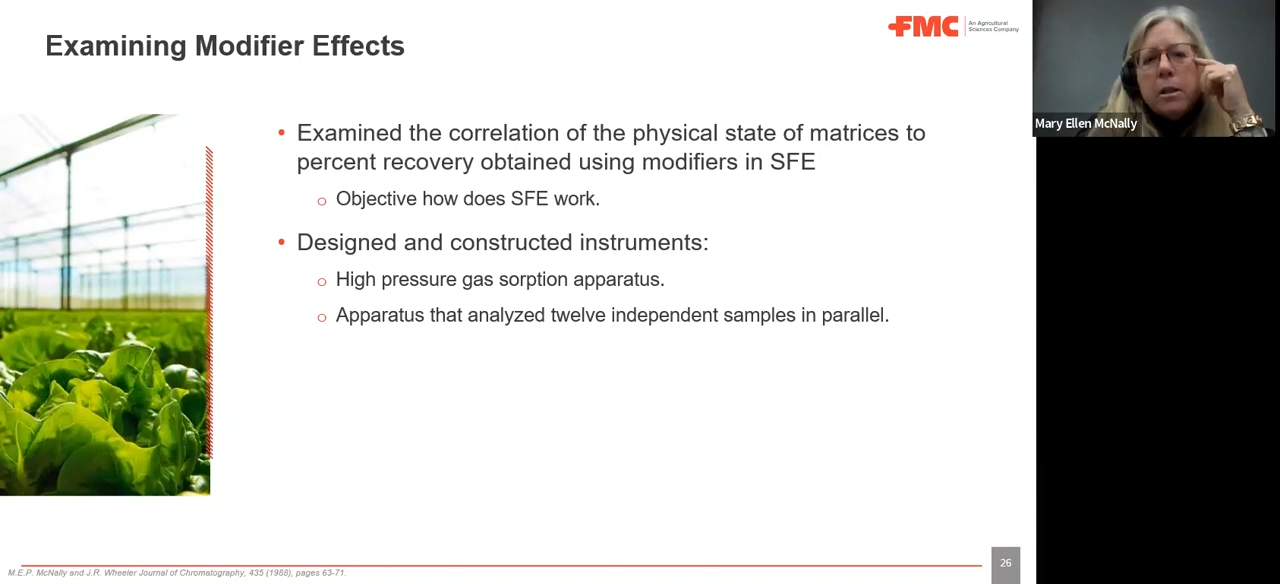 Examining Modifier Effects
FMC
An Agricultural
Sciences Company
Mary Ellen McNally
• Examined the correlation of the physical state of matrices to
percent recovery obtained using modifiers in SFE
o Objective how does SFE work.
• Designed and constructed instruments:
o High pressure gas sorption apparatus.
o Apparatus that analyzed twelve independent samples in parallel.
26
M.E.P. McNally and J.R. Wheeler Journal of Chromatography, 435 (1988), pages 63-71.